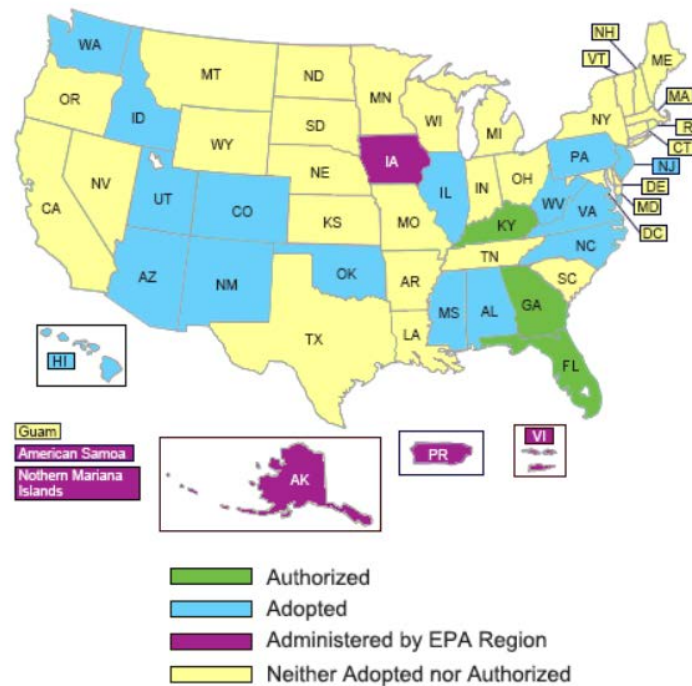 WA
MT
ND
MN
OR
ID
WY
SD
WI
MI
NH
VT
ME
MA
NY
R
CT
NJ
DE
MD
DC
NV
CA
UT
CO
NE
KS
IA
IL
IN
OH
PA
WV
VA
MO
KY
TN
NC
SC
AZ
NM
OK
AR
TX
LA
MS
AL
GA
FL
HI
Guam
American Samoa
Nothern Mariana
Islands
AK
PR
VI
Authorized
Adopted
Administered by EPA Region
Neither Adopted nor Authorized